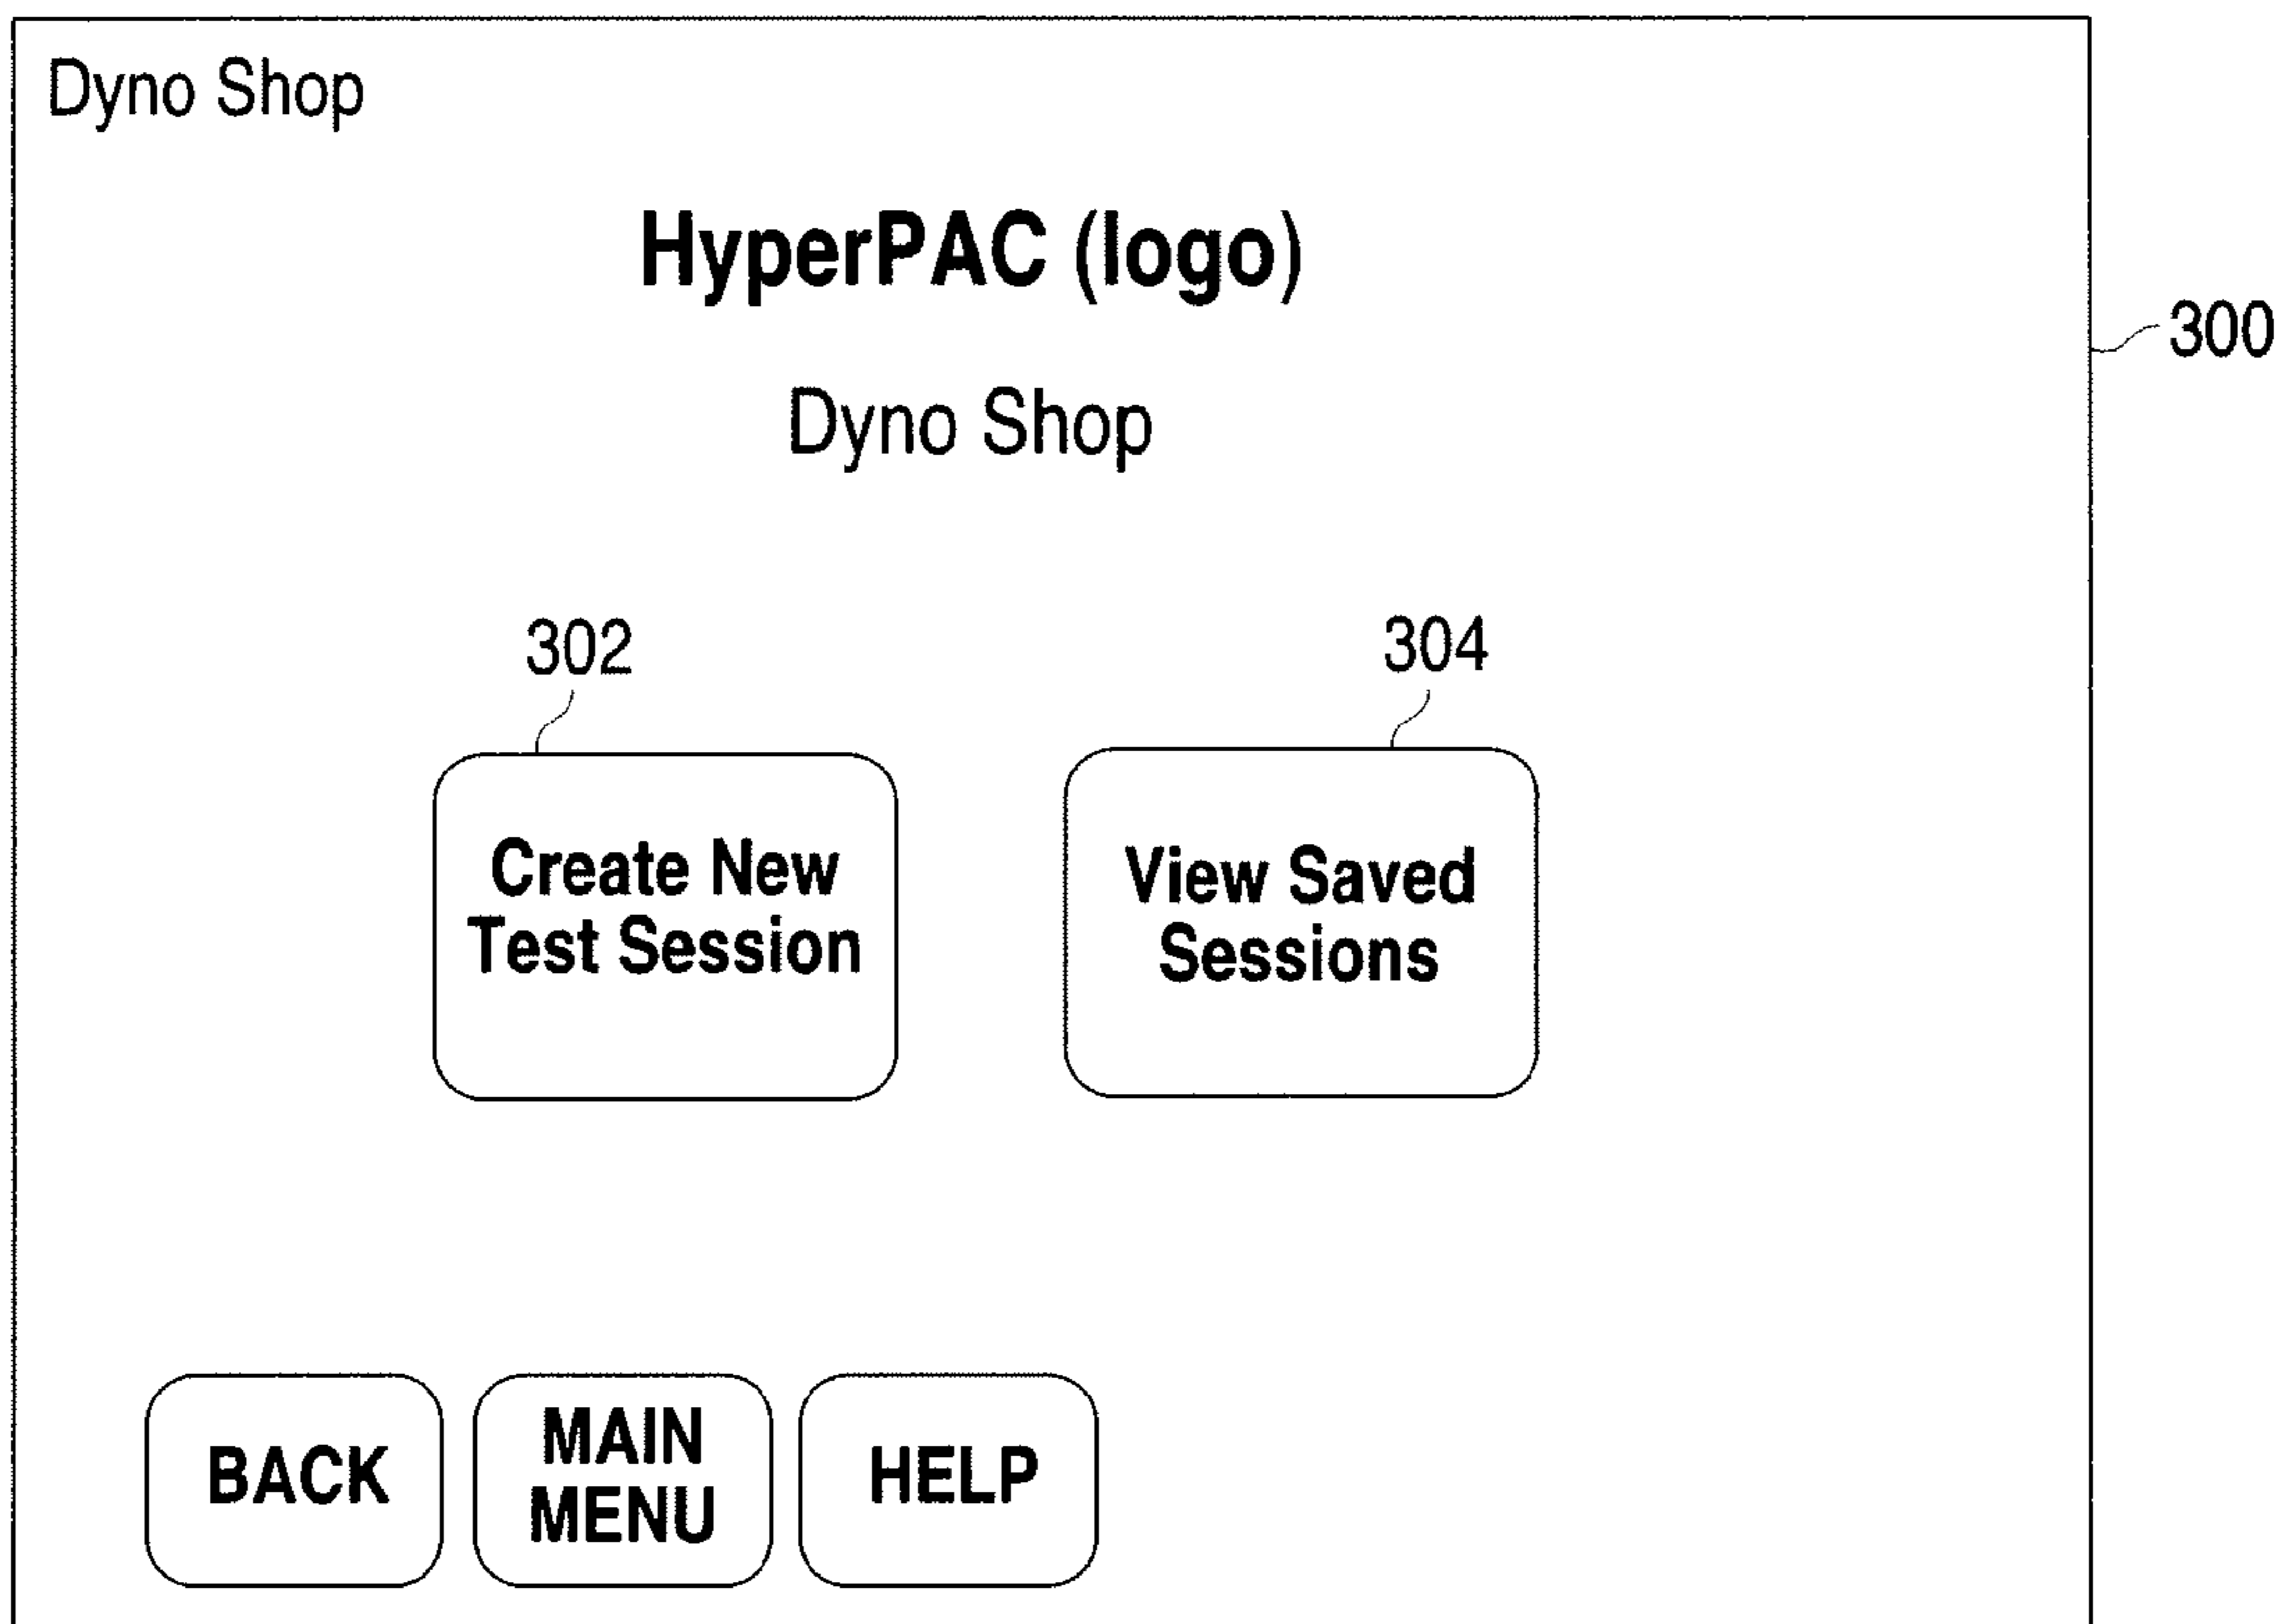 Dyno Shop
HyperPAC (logo)
300
Dyno Shop
302
304
Create New
Test Session
View Saved
Sessions
BACK
MAIN
MENU
HELP